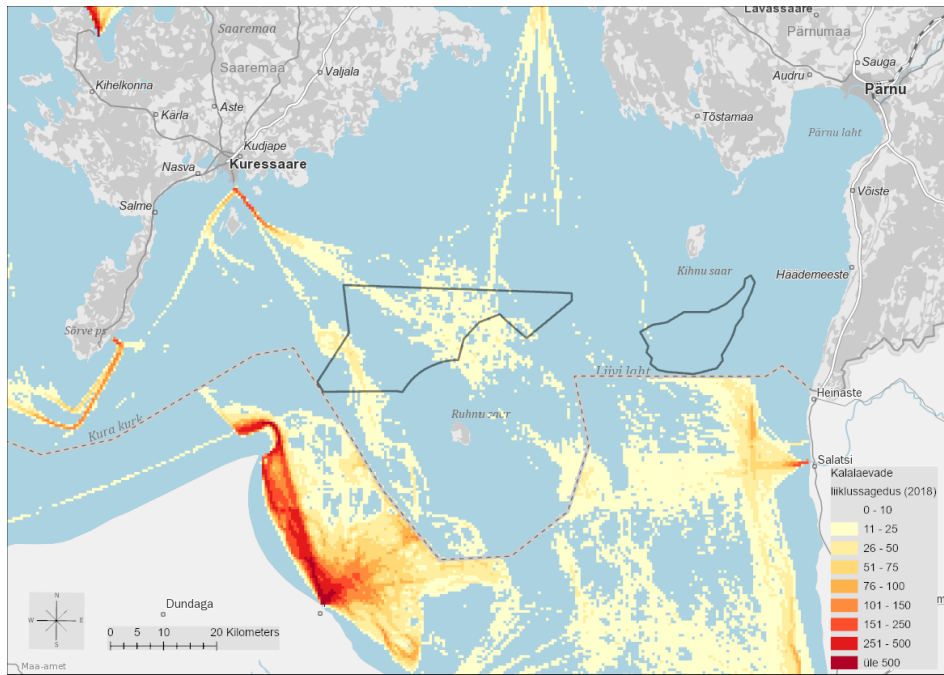 Lavassaare
Saaremaa
Pärnumaa
Saaremaa
Valjala
Sauga
Audru
Kihelkonna
Pärnu
Aste
Kärla
Tõstamaa
Pärnu laht
Kudjape
Kuressaare
Nasva
Võiste
Salme
Kihnu saar
Häädemeeste
Sõrve ps
Liivi laht
Heinaste
Ruhnu saar
Kura kurk
Salatsi
Kalalaevade
liiklussagedus (2018)
0 - 10
11 - 25
26 - 50
51 - 75
76 - 100
101 - 150
151 - 250
251 - 500
üle 500
N
W E
S
Dundaga
0 5 10 20 Kilometers
Maa-amet